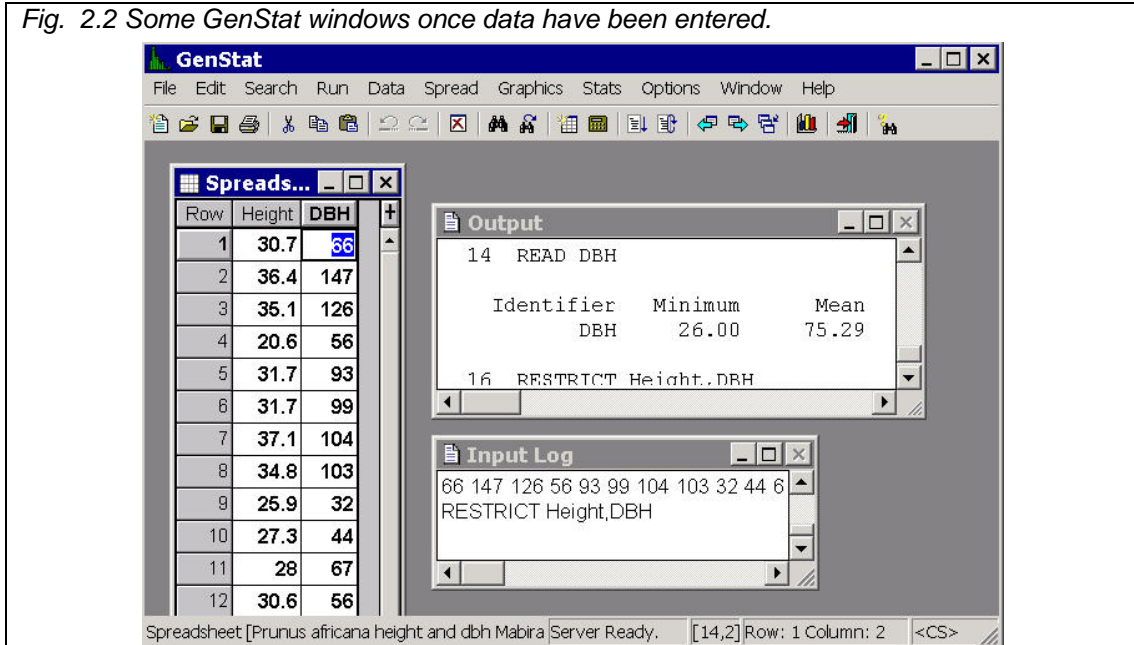 Fig. 2.2 Some GenStat windows once data have been entered.
GenStat
File Edit Search Run Data Spread Graphics Stats Options Window Help
Spreads...
Row Height DBH
1 30.7 66
2 36.4 147
3 35.1 126
4 20.6 56
5 31.7 93
6 31.7 99
7 37.1 104
8 34.8 103
9 25.9 32
10 27.3 44
11 28 67
12 30.6 56
Output
14 READ DBH
Identifier Minimum Mean
DBH 26.00 75.29
16 RESTRICT Height,DBH
Input Log
66 147 126 56 93 99 104 103 32 44 6
RESTRICT Height,DBH
Spreadsheet [Prunus africana height and dbh Mabira Server Ready. [14,2] Row: 1 Column: 2 <CS>